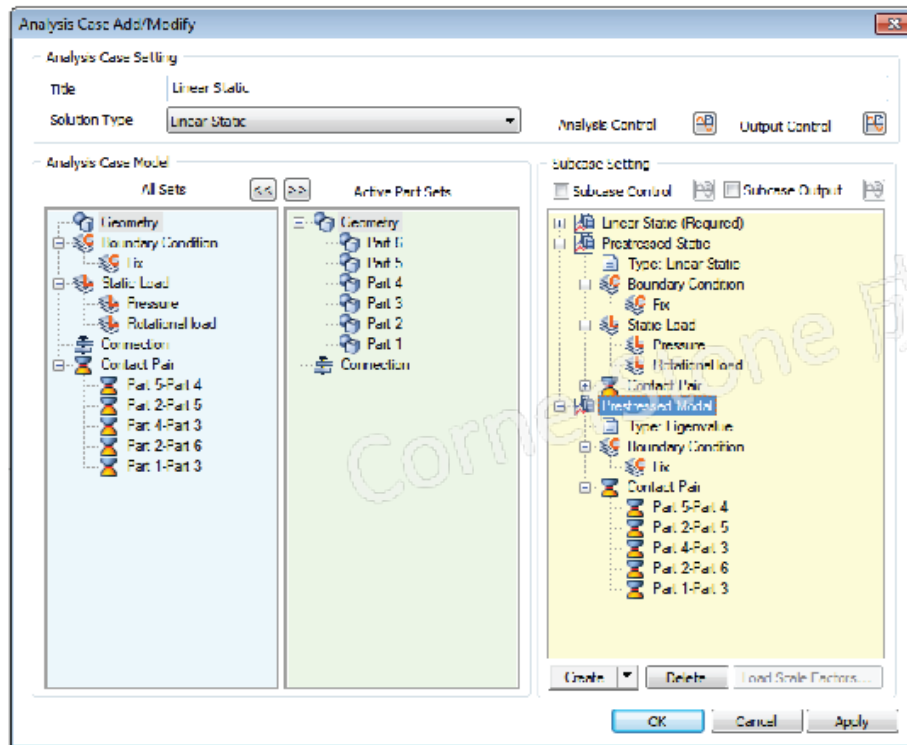 Analysis Case Add/Modify
Analysis Case Setting
Title
Linear Static
Solution Type
Linear Static
Analysis Control
Output Control
Analysis Case Model
All Sets
<<
>>
Active Part Sets
Geometry
Boundary Condition
Fix
Static Load
Pressure
Rotational load
Connection
Contact Pair
Part 5-Part 4
Part 2-Part 5
Part 4-Part 3
Part 2-Part 6
Part 1-Part 3
Geometry
Part 6
Part 5
Part 4
Part 3
Part 2
Part 1
Connection
Subcase Setting
Subcase Control
Subcase Output
Linear Static (Required)
Prestressed Static
Type: Linear Static
Boundary Condition
Fix
Static Load
Pressure
Rotational load
Contact Pair
Prestressed Modal
Type: Eigenvalue
Boundary Condition
Fix
Contact Pair
Part 5-Part 4
Part 2-Part 5
Part 4-Part 3
Part 2-Part 6
Part 1-Part 3
Create
Delete
Load Scale Factors...
OK
Cancel
Apply
Cornerstone